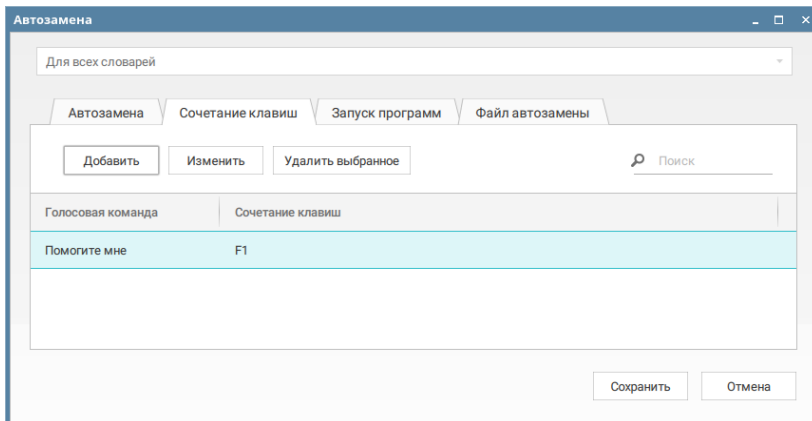 Автозамена
Для всех словарей
Автозамена Сочетание клавиш Запуск программ Файл автозамены
Добавить Изменить Удалить выбранное Поиск
Голосовая команда Сочетание клавиш
Помогите мне F1
Сохранить Отмена